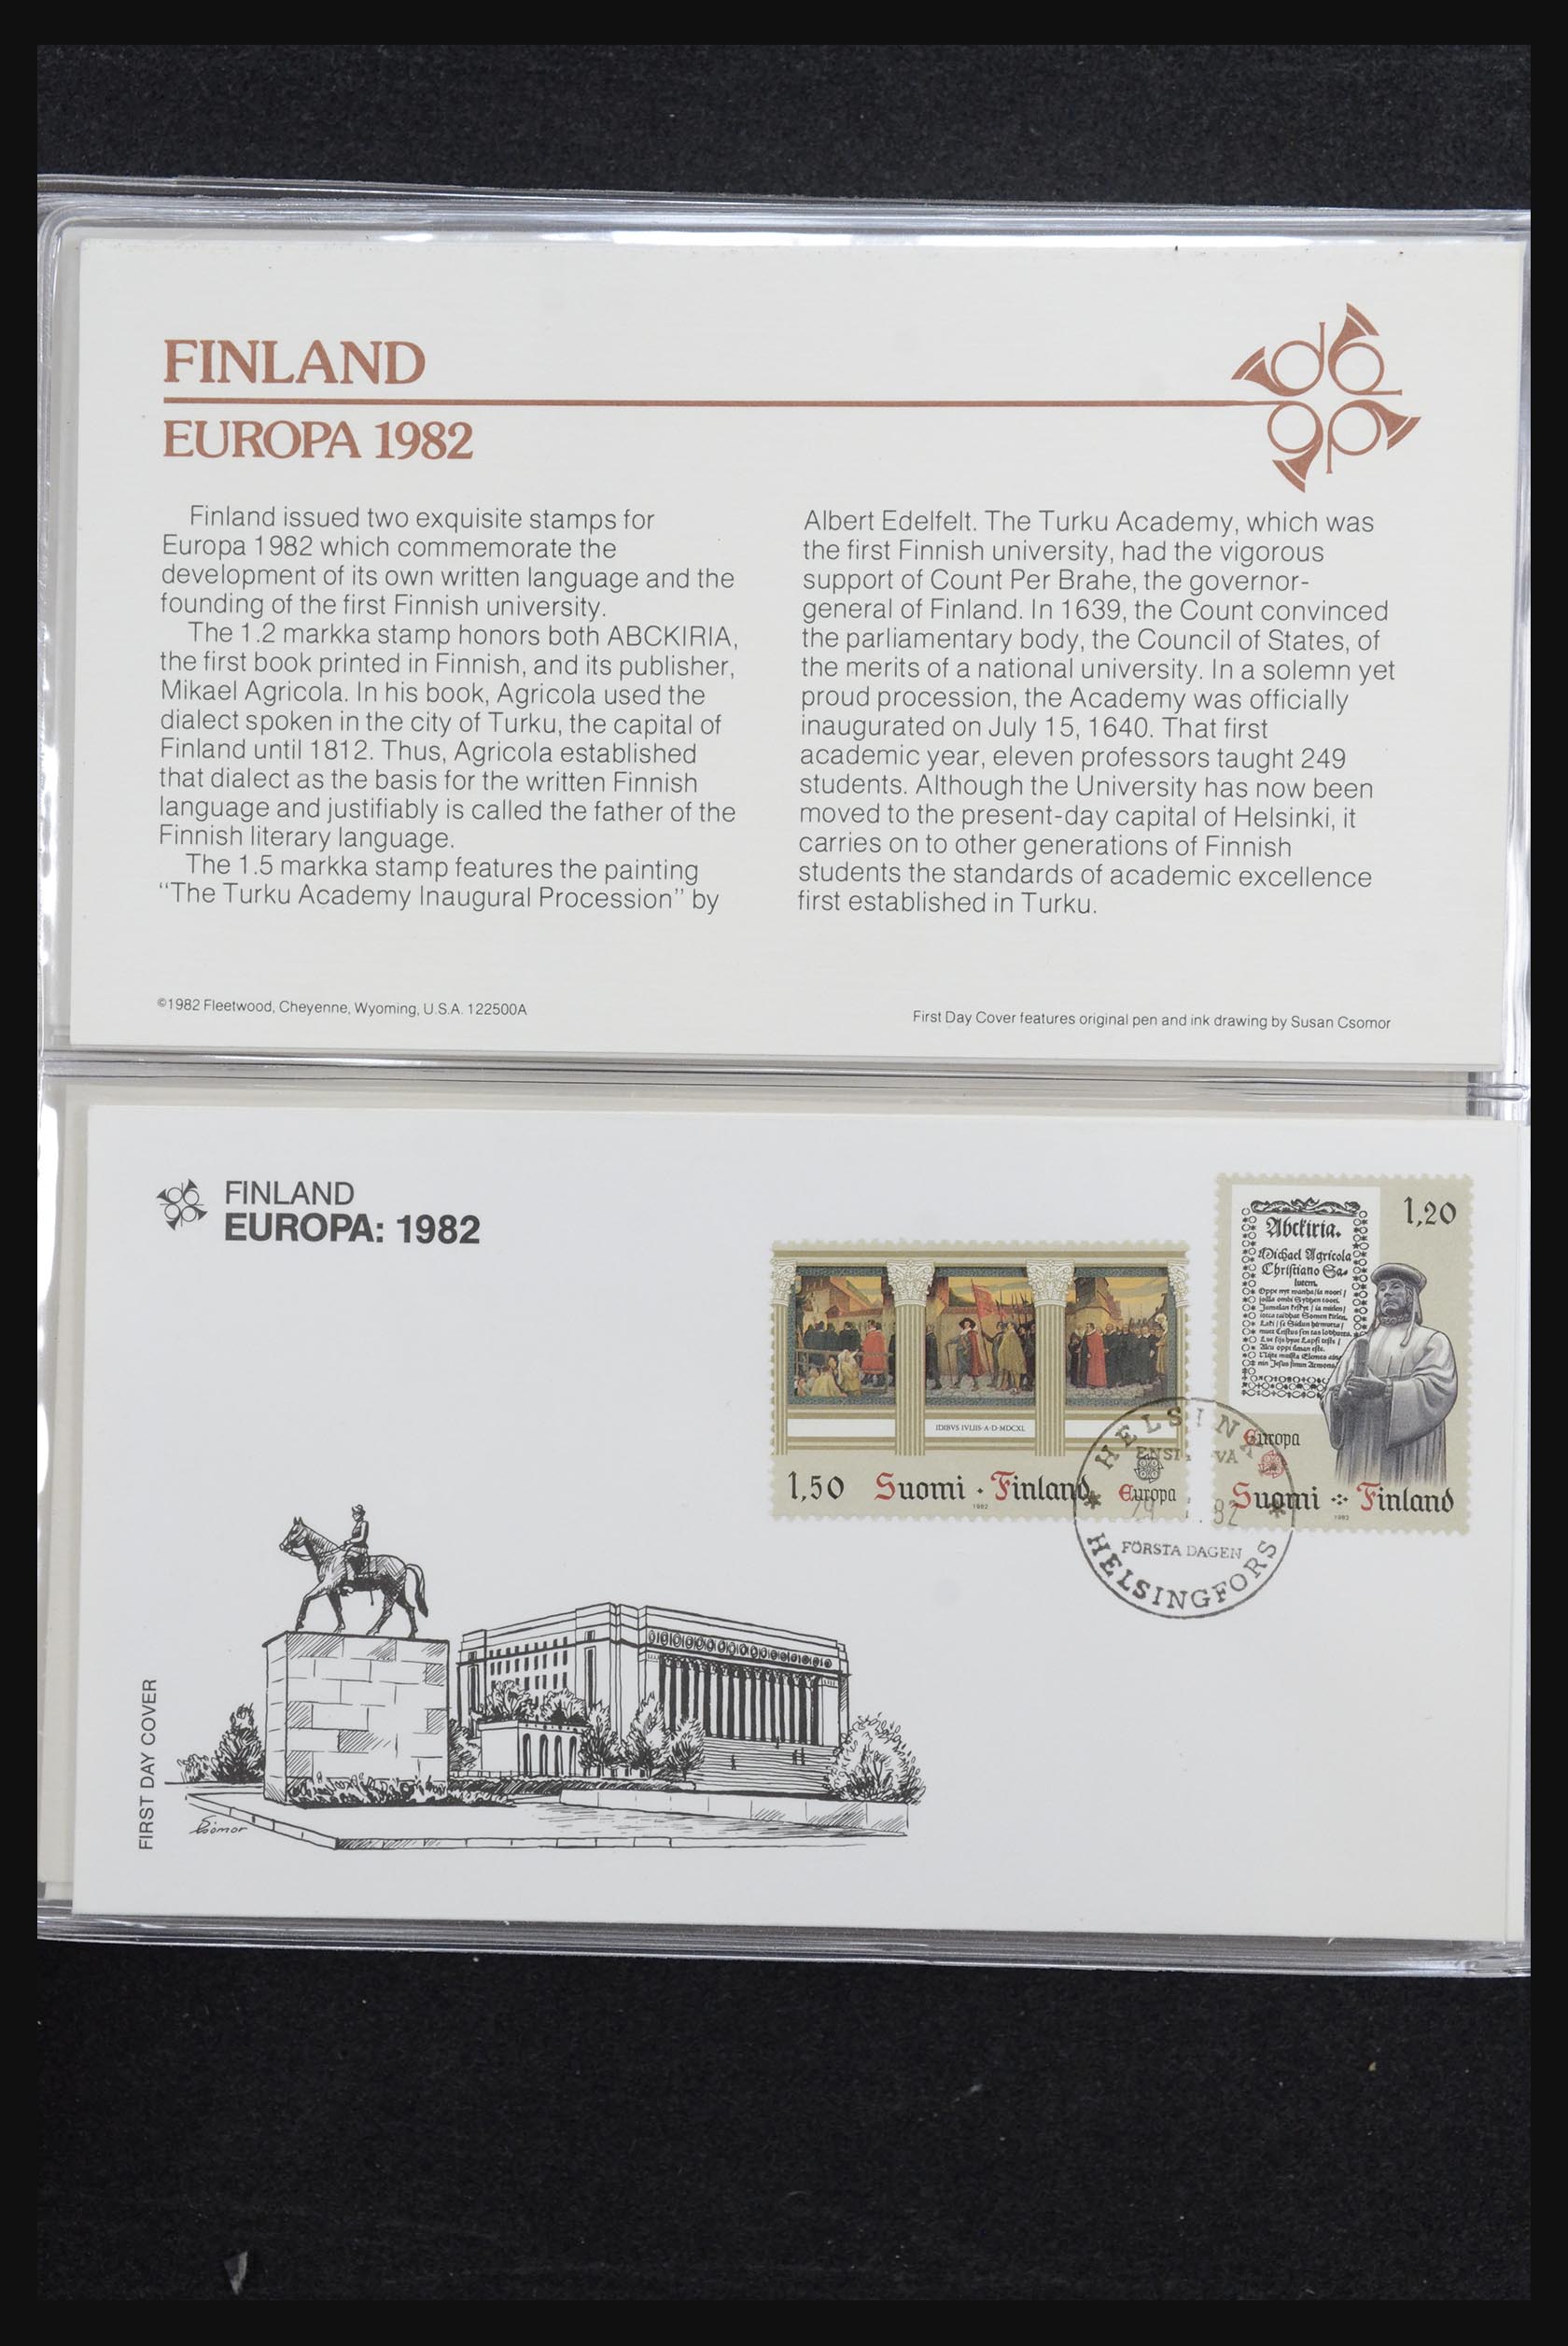 FINLAND
EUROPA 1982
Finland issued two exquisite stamps for
Europa 1982 which commemorate the
development of its own written language and the
founding of the first Finnish university.
The 1.2 markka stamp honors both ABCKIRIA,
the first book printed in Finnish, and its publisher,
Mikael Agricola. In his book, Agricola used the
dialect spoken in the city of Turku, the capital of
Finland until 1812. Thus, Agricola established
that dialect as the basis for the written Finnish
language and justifiably is called the father of the
Finnish literary language.
The 1.5 markka stamp features the painting
“The Turku Academy Inaugural Procession” by
Albert Edelfelt. The Turku Academy, which was
the first Finnish university, had the vigorous
support of Count Per Brahe, the governor-
general of Finland. In 1639, the Count convinced
the parliamentary body, the Council of States, of
the merits of a national university. In a solemn yet
proud procession, the Academy was officially
inaugurated on July 15, 1640. That first
academic year, eleven professors taught 249
students. Although the University has now been
moved to the present-day capital of Helsinki, it
carries on to other generations of Finnish
students the standards of academic excellence
first established in Turku.
©1982 Fleetwood, Cheyenne, Wyoming, U.S.A. 122500A
First Day Cover features original pen and ink drawing by Susan Csomor
FINLAND
EUROPA: 1982
1,20
Abckiria.
Michael Agricola
Christiano Sa-
lutem.
IDIBVS IVLIIS·A·D·MDCXL
1,50 Suomi · Finland
1982
Europa
Europa
Suomi Finland
1982
FÖRSTA DAGEN
HELSINGFORS
FIRST DAY COVER
Csomor